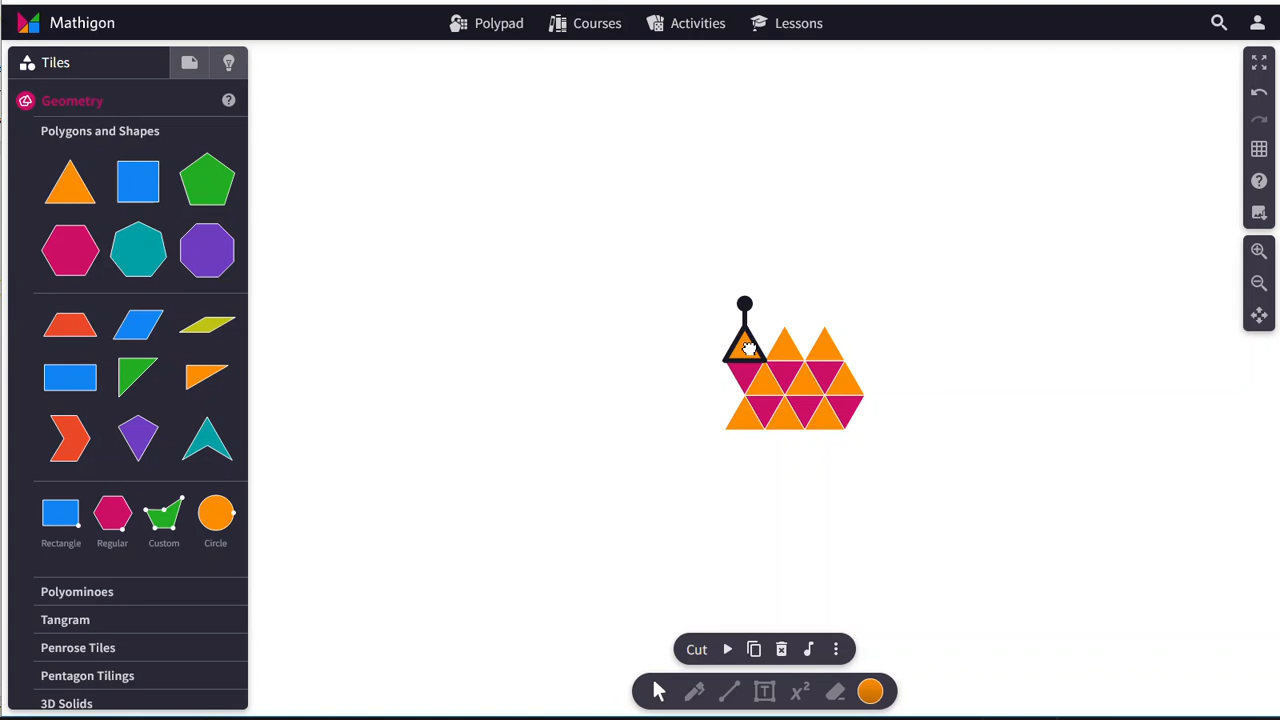 Mathigon
Polypad
Courses
Activities
Lessons
Tiles
Geometry
Polygons and Shapes
Rectangle
Regular
Custom
Circle
Polyominoes
Tangram
Penrose Tiles
Pentagon Tilings
3D Solids
Cut
T
x²